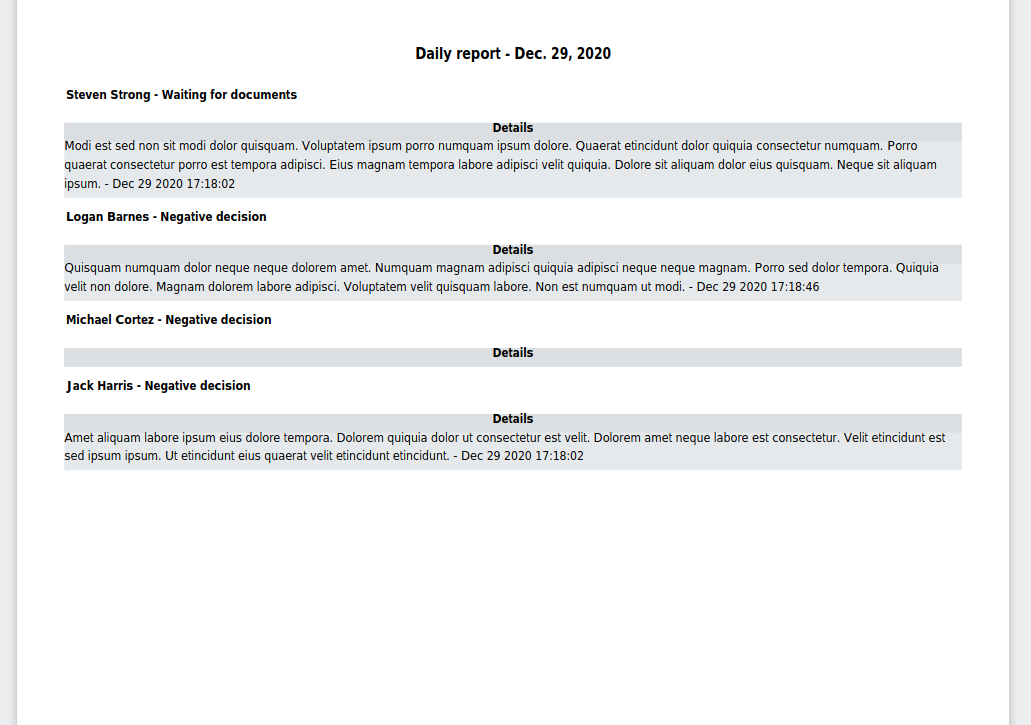 Daily report - Dec. 29, 2020
Steven Strong - Waiting for documents
Details
Modi est sed non sit modi dolor quisquam. Voluptatem ipsum porro numquam ipsum dolore. Quaerat etincidunt dolor quiquia consectetur numquam. Porro
quaerat consectetur porro est tempora adipisci. Eius magnam tempora labore adipisci velit quiquia. Dolore sit aliquam dolor eius quisquam. Neque sit aliquam
ipsum. - Dec 29 2020 17:18:02
Logan Barnes - Negative decision
Details
Quisquam numquam dolor neque neque dolorem amet. Numquam magnam adipisci quiquia adipisci neque neque magnam. Porro sed dolor tempora. Quiquia
velit non dolore. Magnam dolorem labore adipisci. Voluptatem velit quisquam labore. Non est numquam ut modi. - Dec 29 2020 17:18:46
Michael Cortez - Negative decision
Details
Jack Harris - Negative decision
Details
Amet aliquam labore ipsum eius dolore tempora. Dolorem quiquia dolor ut consectetur est velit. Dolorem amet neque labore est consectetur. Velit etincidunt est
sed ipsum ipsum. Ut etincidunt eius quaerat velit etincidunt etincidunt. - Dec 29 2020 17:18:02